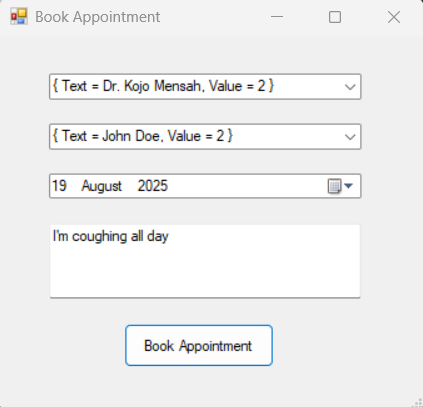 Book Appointment
{ Text = Dr. Kojo Mensah, Value = 2 }
{ Text = John Doe, Value = 2 }
19 August 2025
I'm coughing all day
Book Appointment